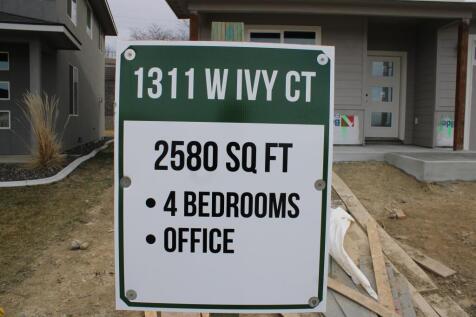 1311 W IVY CT
2580 SQ FT
• 4 BEDROOMS
• OFFICE